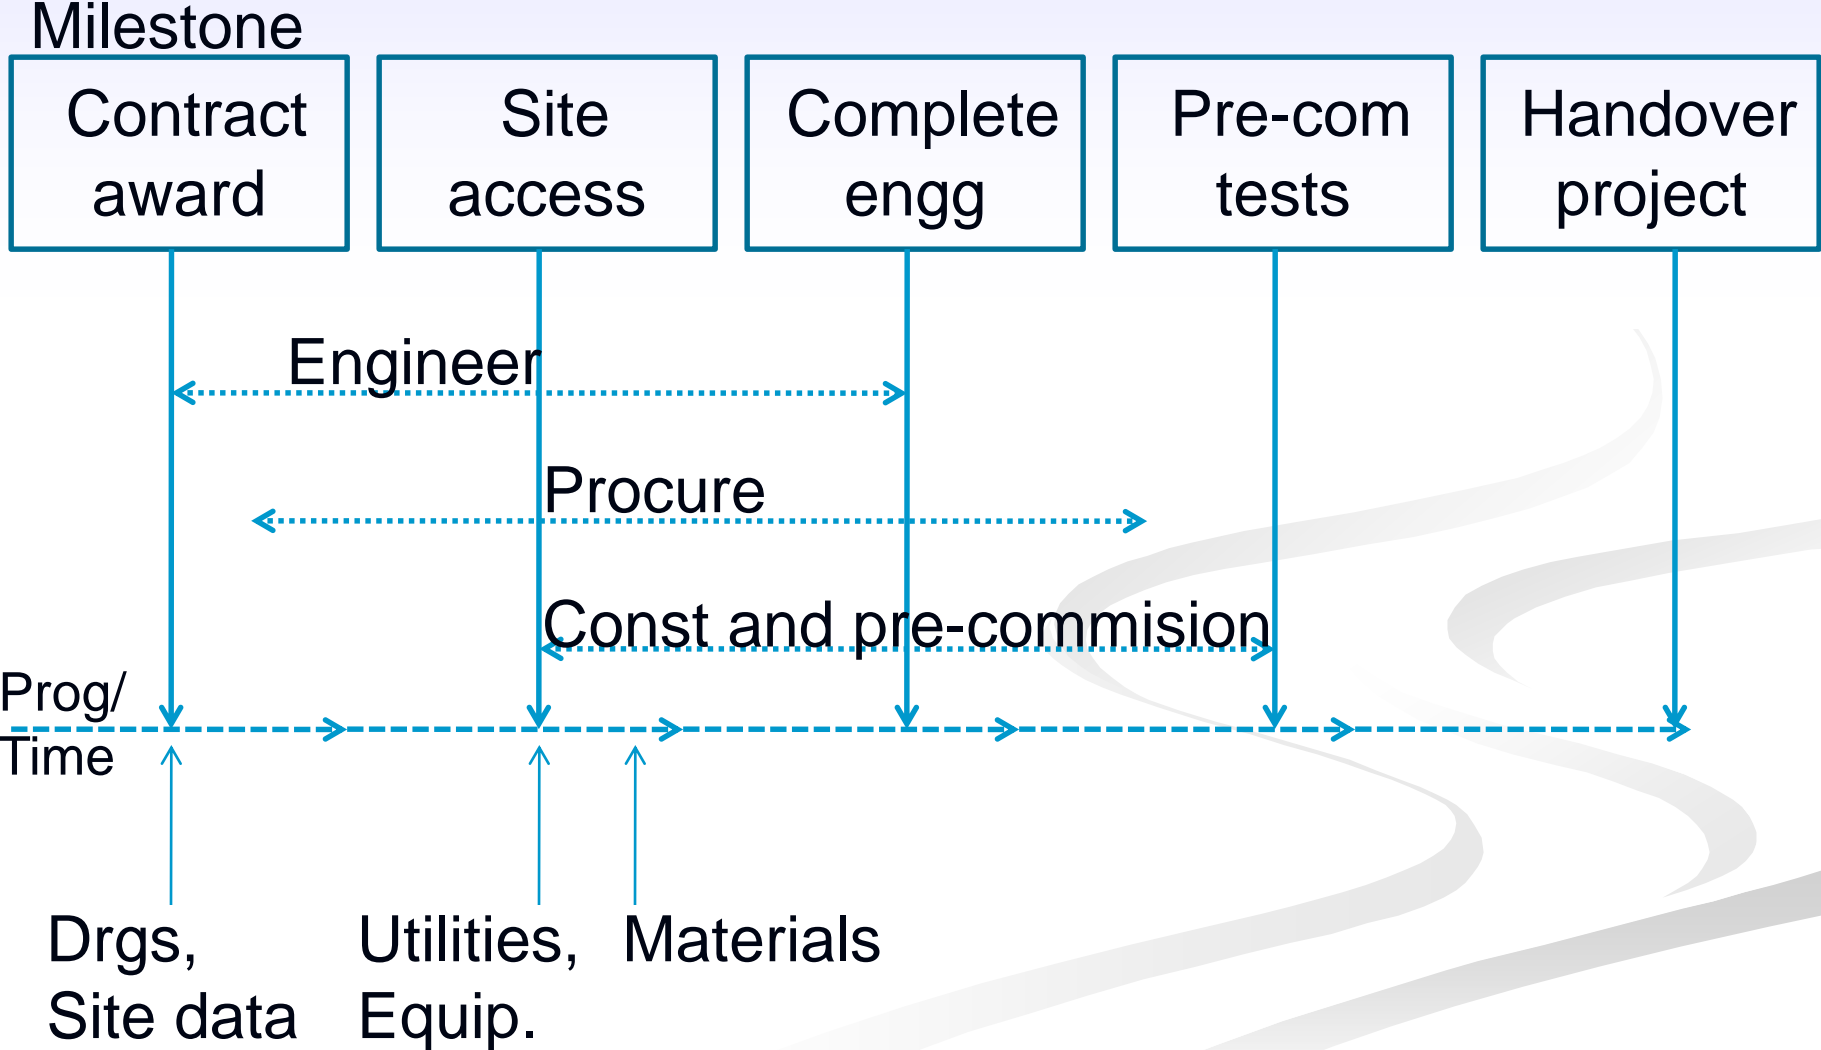 Milestone
Contract
award
Site
access
Complete
engg
Pre-com
tests
Handover
project
Engineer
Procure
Const and pre-commision
Prog/
Time
Drgs,
Site data
Utilities,
Equip.
Materials